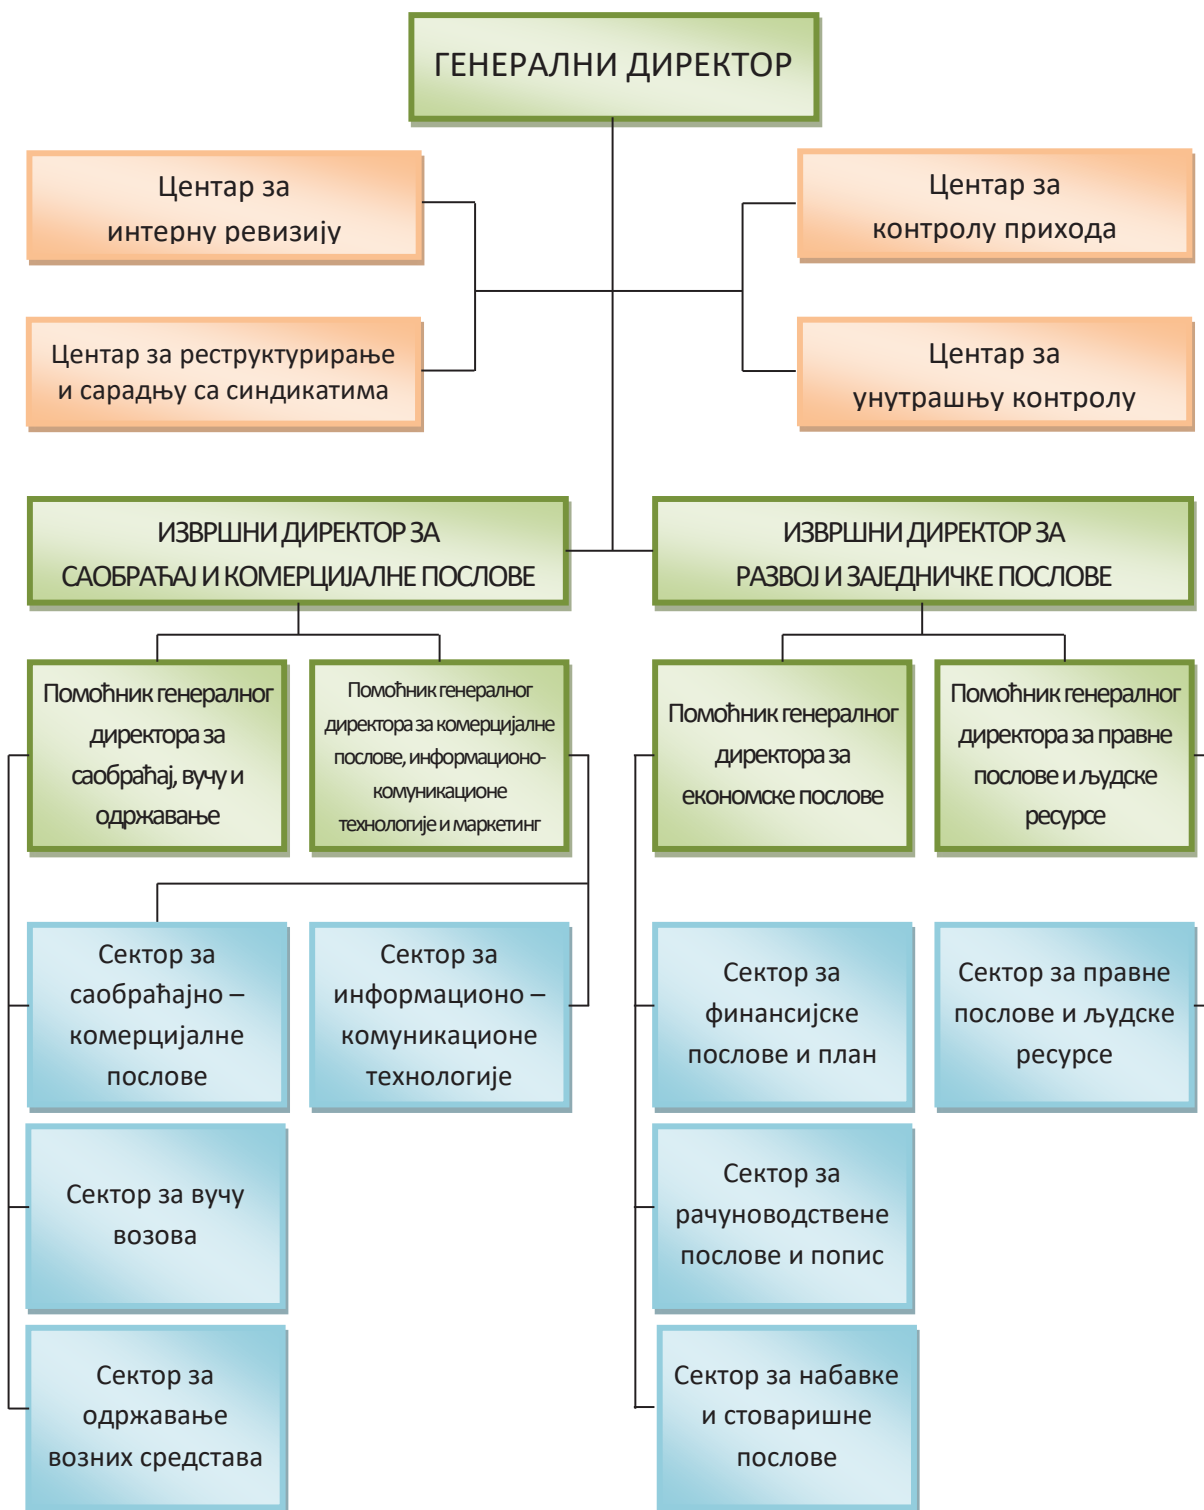 ГЕНЕРАЛНИ ДИРЕКТОР
Центар за
интерну ревизију
Центар за
контролу прихода
Центар за реструктурирање
и сарадњу са синдикатима
Центар за
унутрашњу контролу
ИЗВРШНИ ДИРЕКТОР ЗА
САОБРАЋАЈ И КОМЕРЦИЈАЛНЕ ПОСЛОВЕ
ИЗВРШНИ ДИРЕКТОР ЗА
РАЗВОЈ И ЗАЈЕДНИЧКЕ ПОСЛОВЕ
Помоћник генералног
директора за
саобраћај, вучу и
одржавање
Помоћник генералног
директора за комерцијалне
послове, информационо-
комуникационе
технологије и маркетинг
Помоћник генералног
директора за
економске послове
Помоћник генералног
директора за правне
послове и људске
ресурсе
Сектор за
саобраћајно –
комерцијалне
послове
Сектор за
информационо –
комуникационе
технологије
Сектор за
финансијске
послове и план
Сектор за правне
послове и људске
ресурсе
Сектор за вучу
возова
Сектор за
рачуноводствене
послове и попис
Сектор за
одржавање
возних средстава
Сектор за набавке
и стоваришне
послове